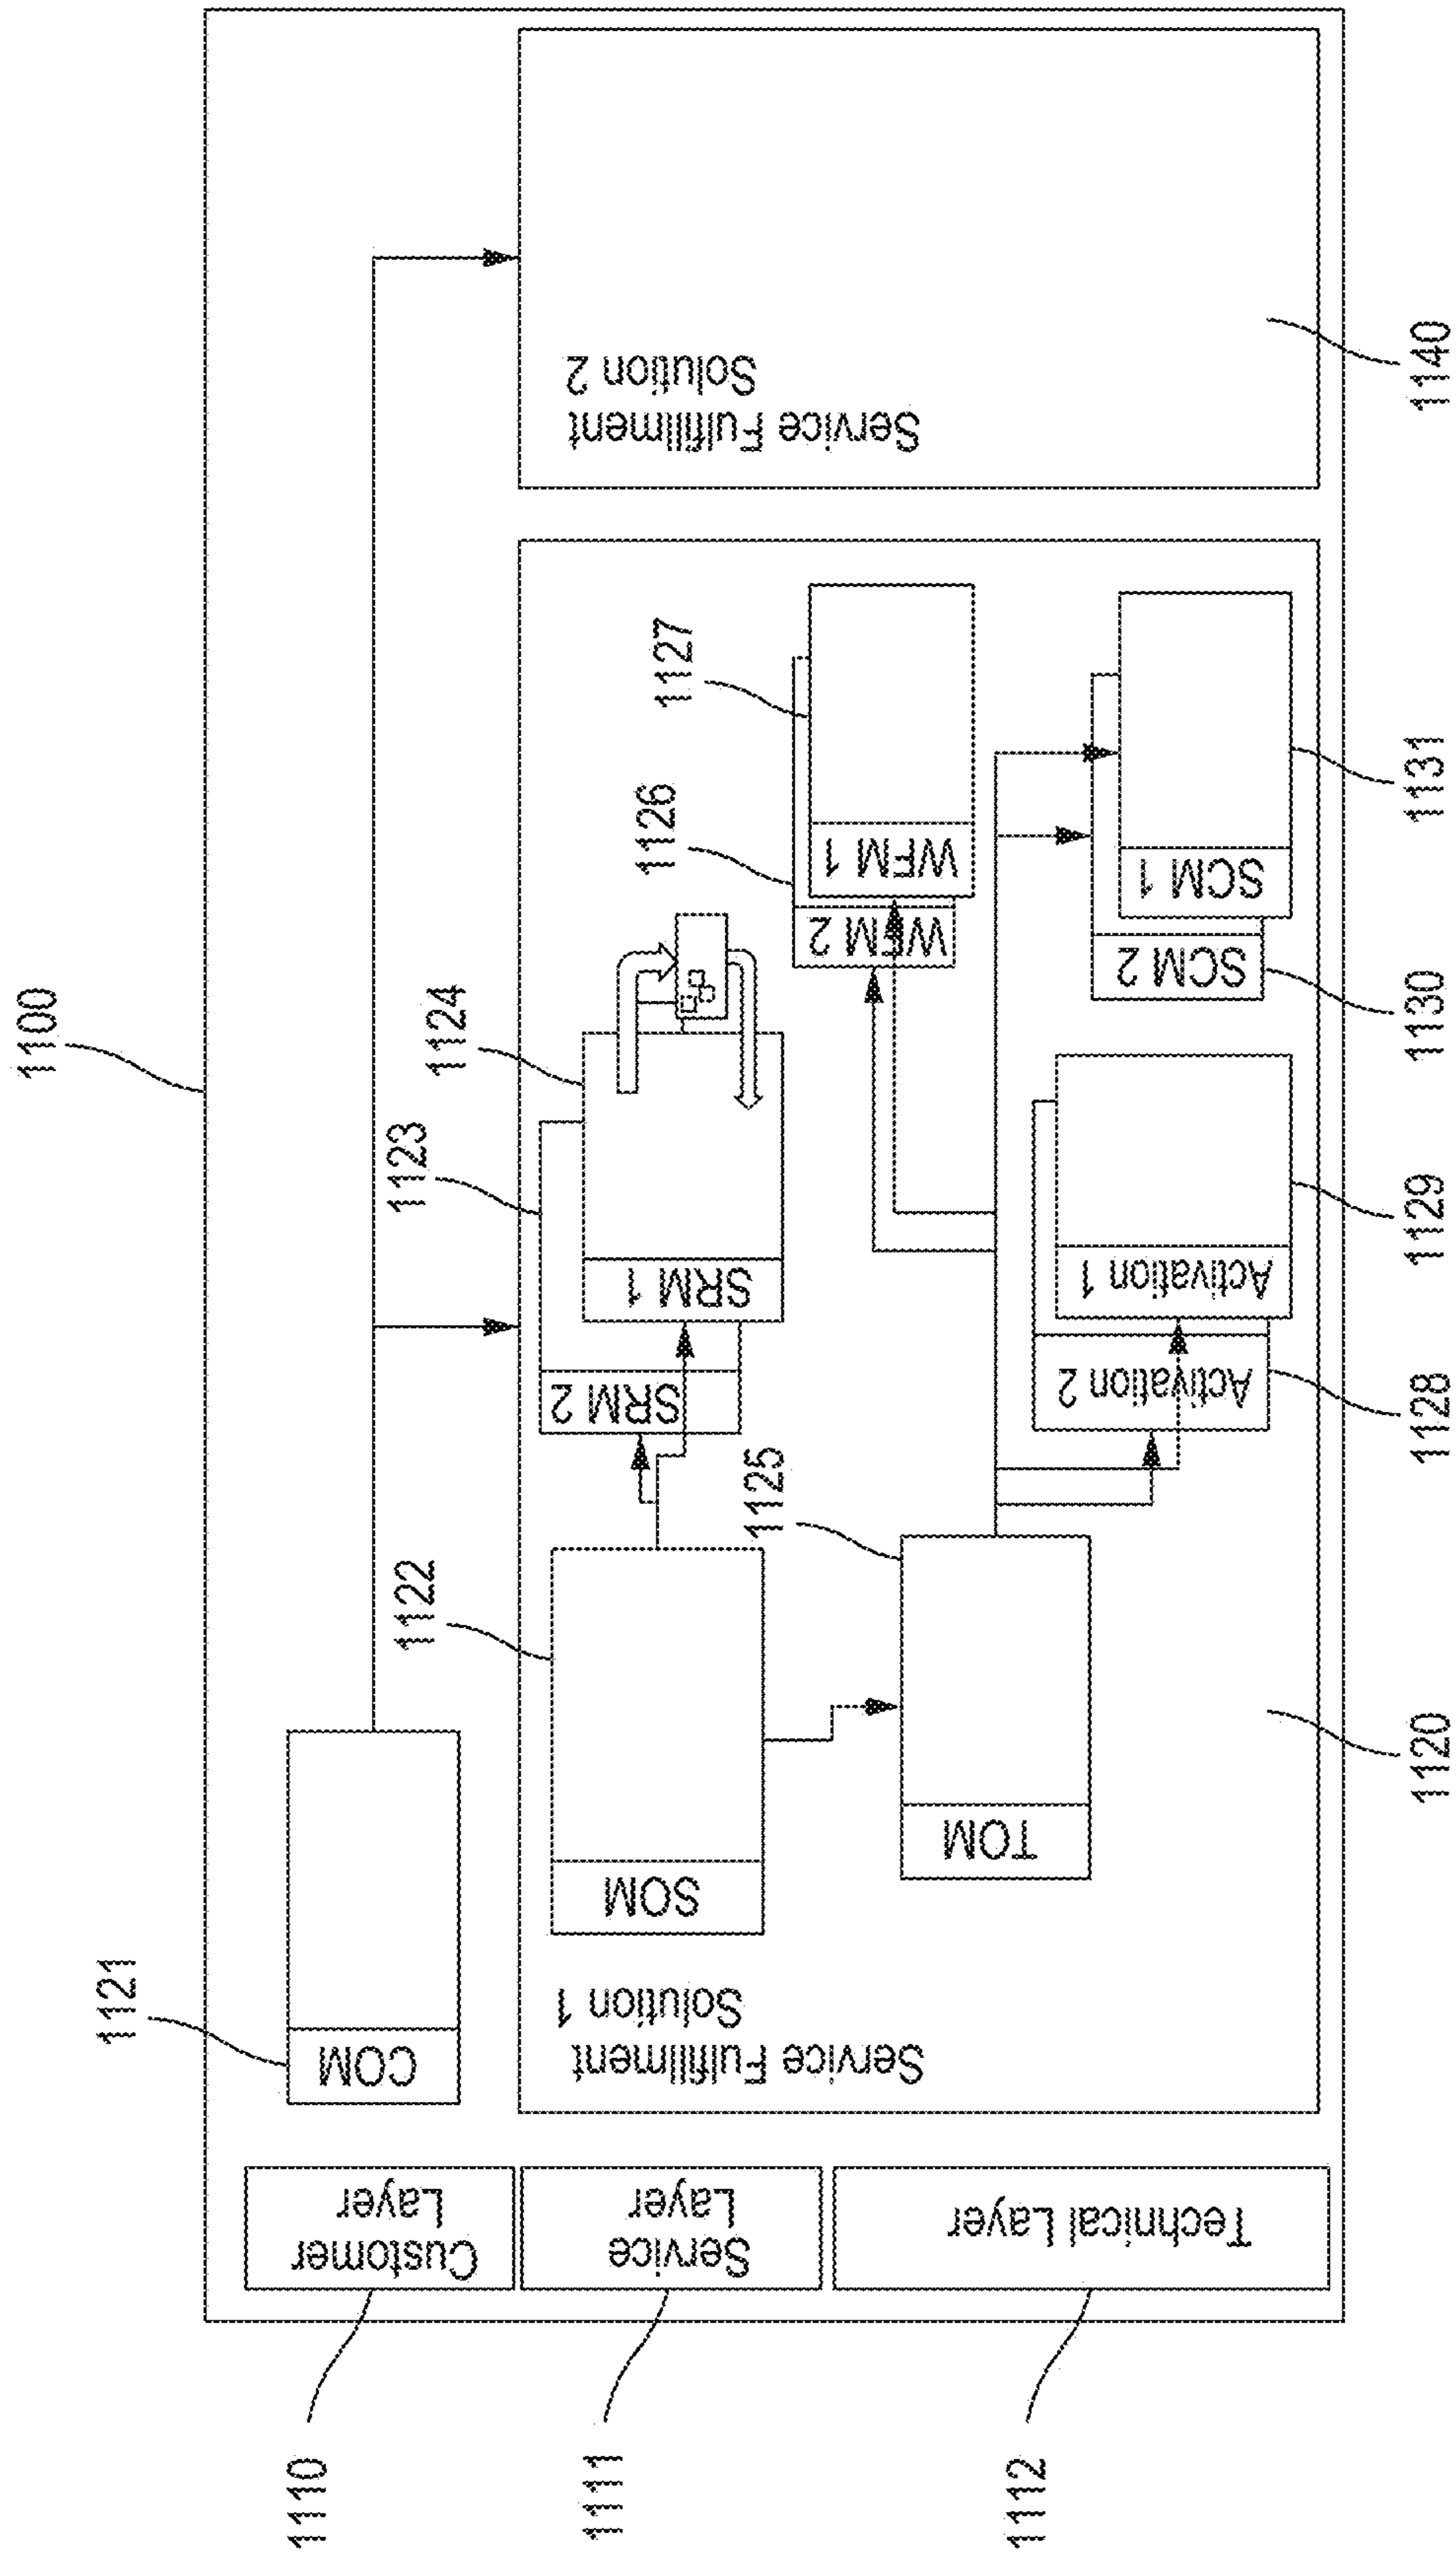 1100
1110
Customer
Layer
1111
Service
Layer
1112
Technical Layer
1121
COM
Service Fulfillment
Solution 1
1120
1122
SOM
1123
SRM 2
1124
SRM 1
1125
TOM
1126
WFM 2
1127
WFM 1
1128
Activation 2
1129
Activation 1
1130
SCM 2
1131
SCM 1
Service Fulfillment
Solution 2
1140